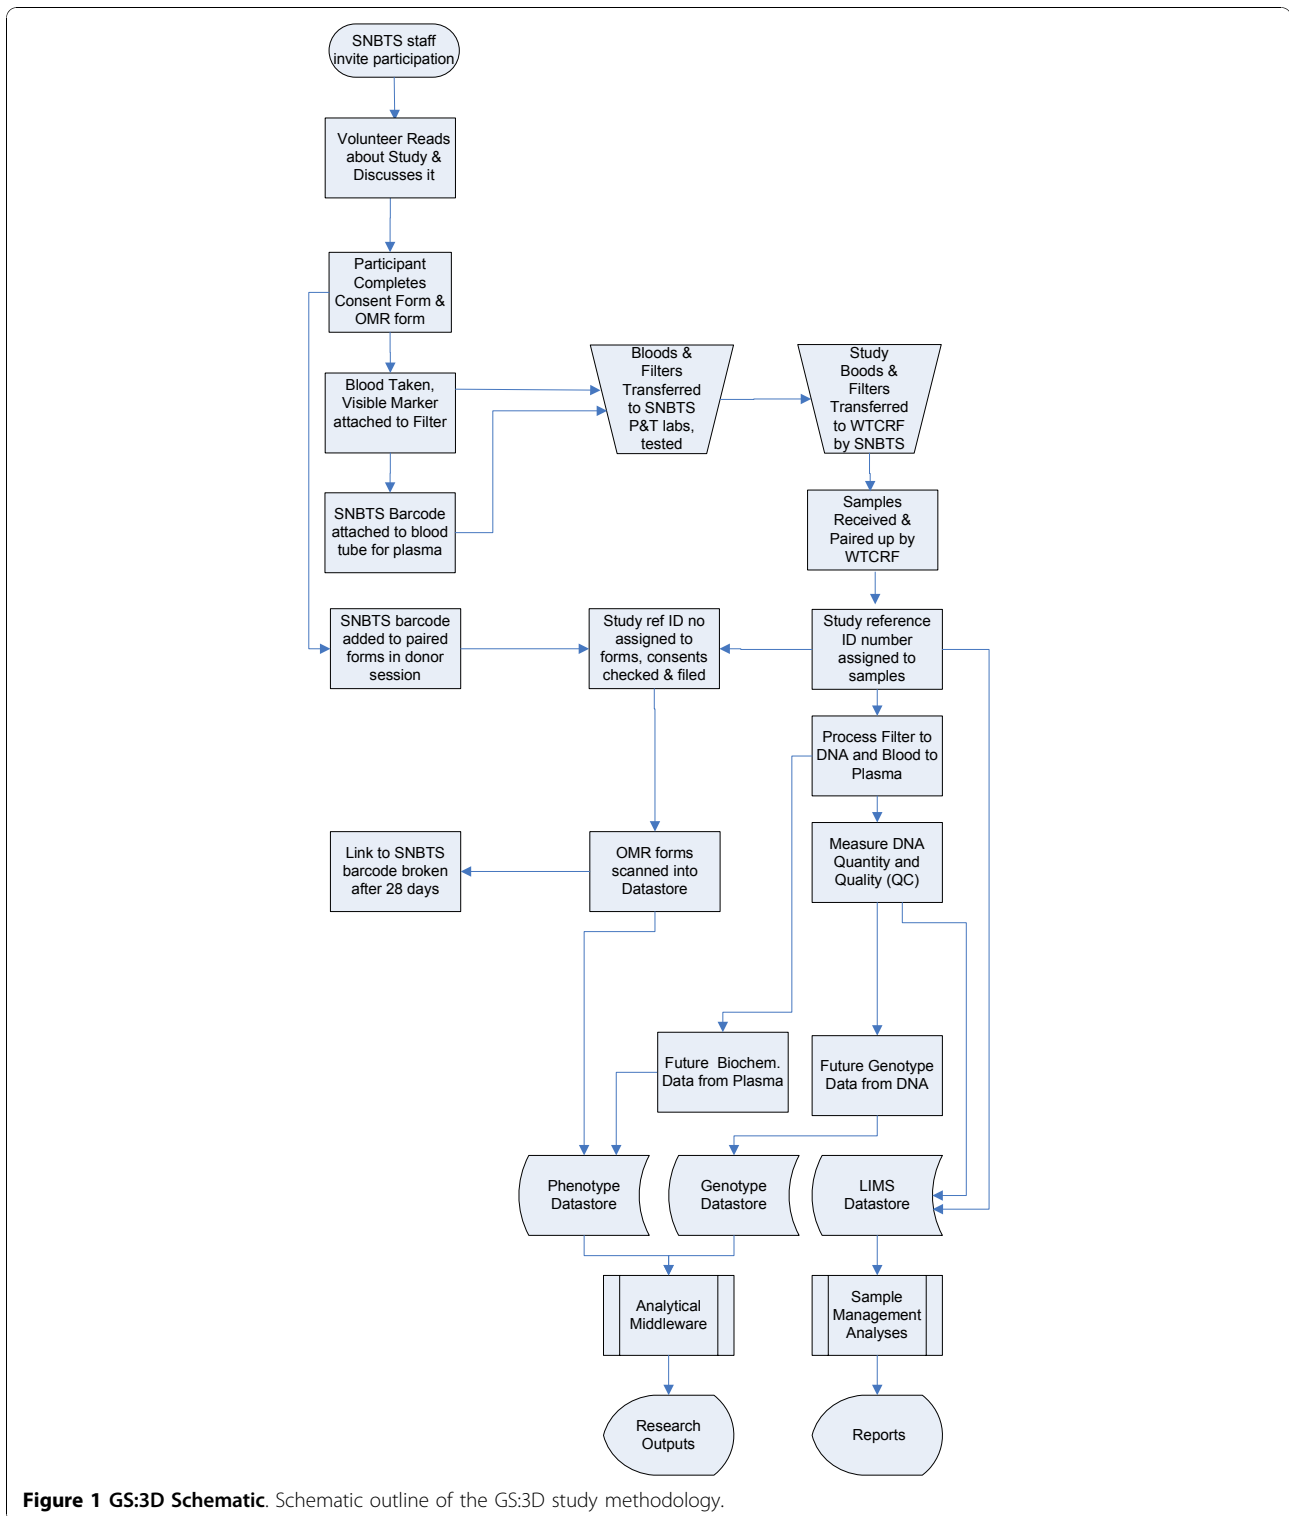 SNBTS staff
invite participation
Volunteer Reads
about Study &
Discusses it
Participant
Completes
Consent Form &
OMR form
Blood Taken,
Visible Marker
attached to Filter
Bloods &
Filters
Transferred
to SNBTS
P&T labs,
tested
Study
Boods &
Filters
Transferred
to WTCRF
by SNBTS
SNBTS Barcode
attached to blood
tube for plasma
Samples
Received &
Paired up by
WTCRF
SNBTS barcode
added to paired
forms in donor
session
Study ref ID no
assigned to
forms, consents
checked & filed
Study reference
ID number
assigned to
samples
Process Filter to
DNA and Blood to
Plasma
Link to SNBTS
barcode broken
after 28 days
OMR forms
scanned into
Datastore
Measure DNA
Quantity and
Quality (QC)
Future Biochem.
Data from Plasma
Future Genotype
Data from DNA
Phenotype
Datastore
Genotype
Datastore
LIMS
Datastore
Analytical
Middleware
Sample
Management
Analyses
Research
Outputs
Reports
Figure 1 GS:3D Schematic. Schematic outline of the GS:3D study methodology.